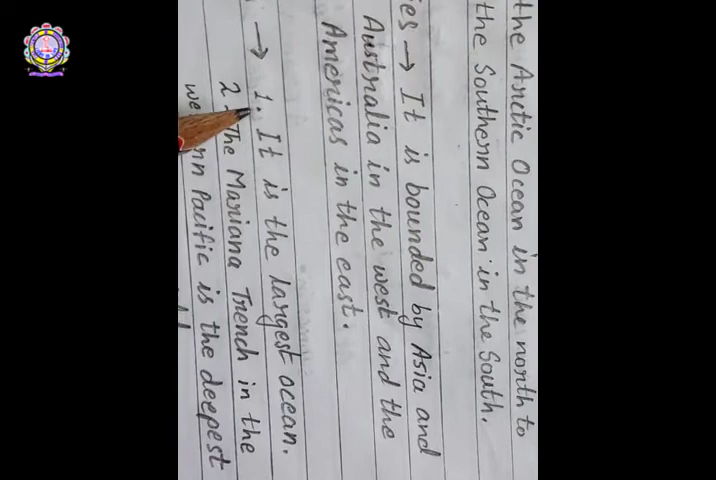 the Arctic Ocean in the north to
the Southern Ocean in the South.
es → It is bounded by Asia and
Australia in the west and the
Americas in the east.
→ 1. It is the largest ocean.
2 The Mariana Trench in the
Pacific is the deepest